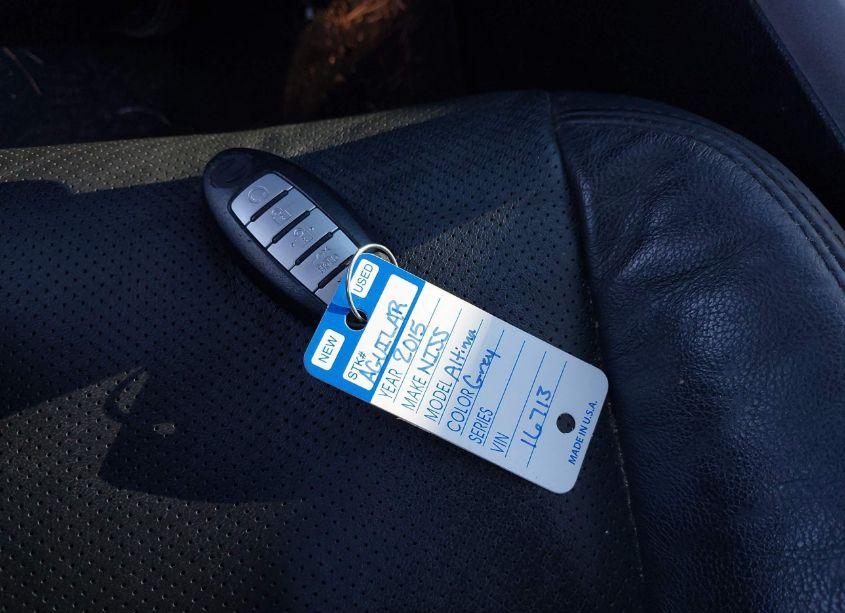 NEW USED
STK# AGUILAR
YEAR 2015
MAKE NISS
MODEL Altima
COLOR Grey
SERIES
VIN
16713
MADE IN U.S.A.